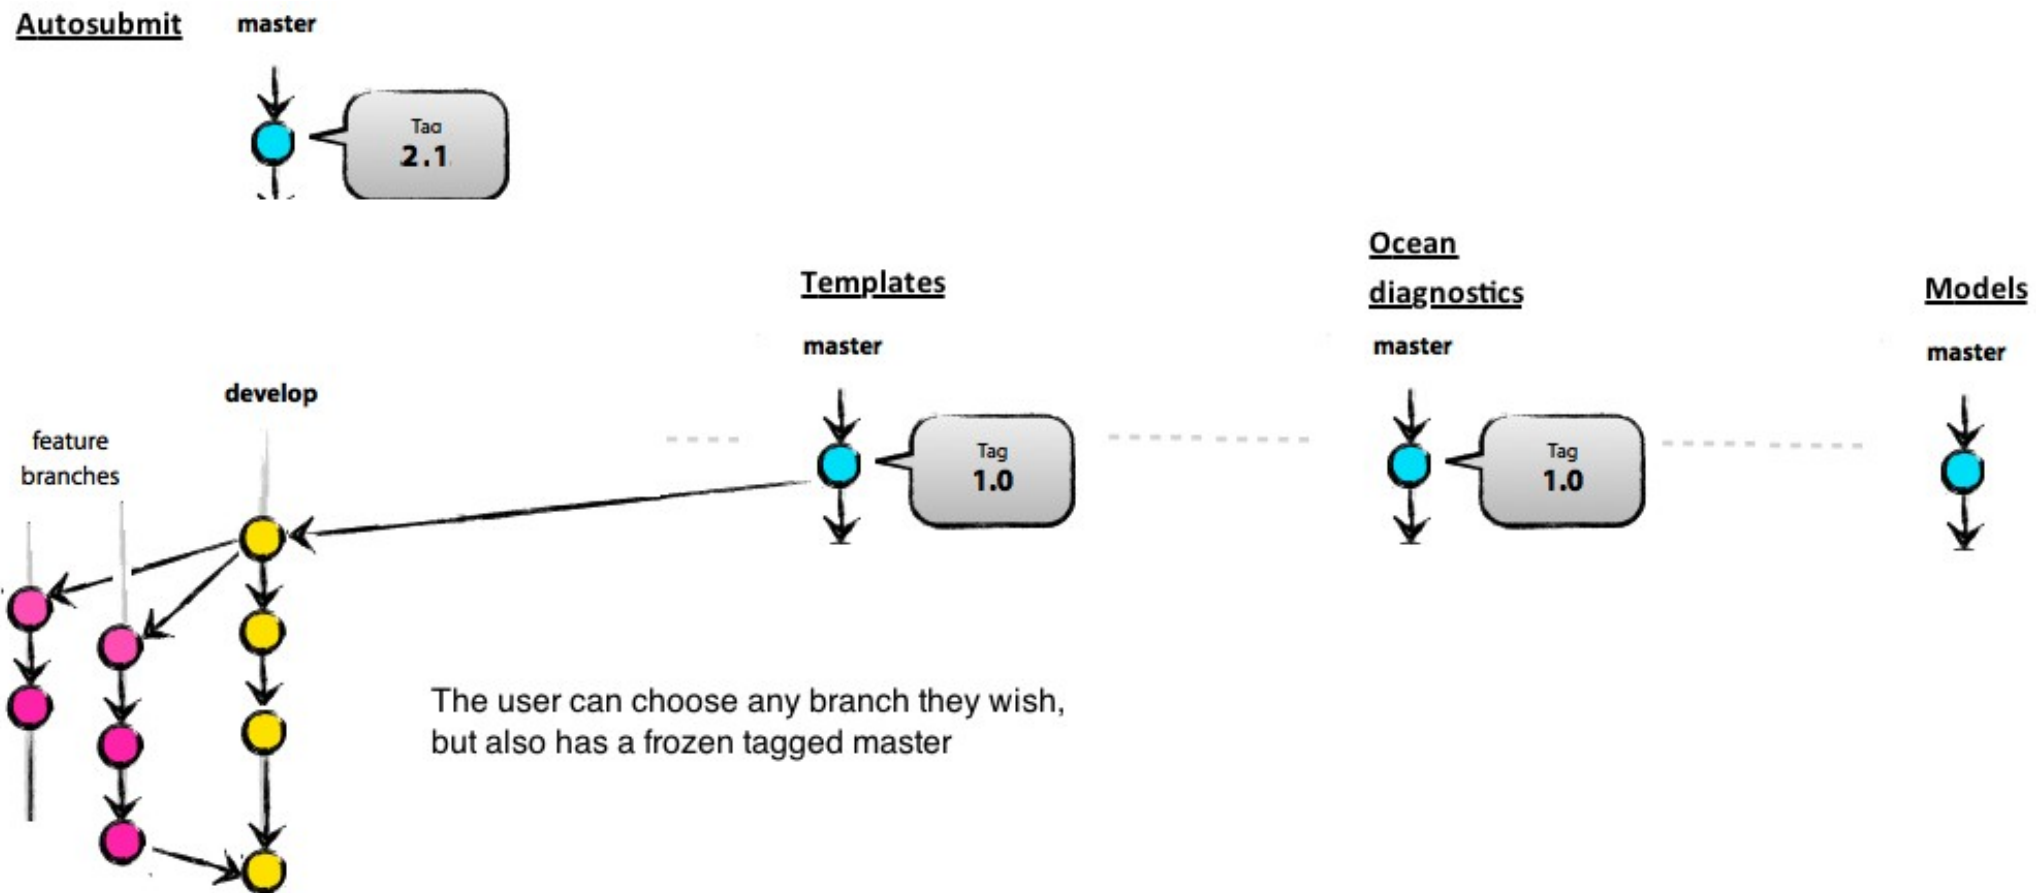 Autosubmit
master
Tag
2.1
Ocean
diagnostics
Templates
Models
master
master
master
develop
feature
branches
Tag
1.0
Tag
1.0
The user can choose any branch they wish,
but also has a frozen tagged master